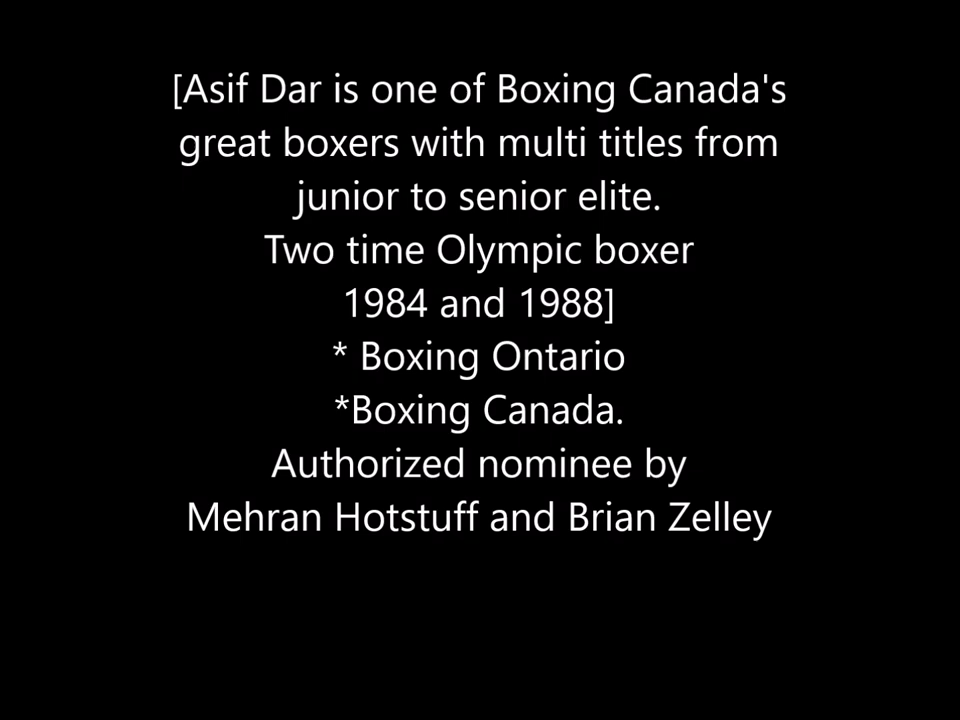 [Asif Dar is one of Boxing Canada's
great boxers with multi titles from
junior to senior elite.
Two time Olympic boxer
1984 and 1988]
* Boxing Ontario
*Boxing Canada.
Authorized nominee by
Mehran Hotstuff and Brian Zelley